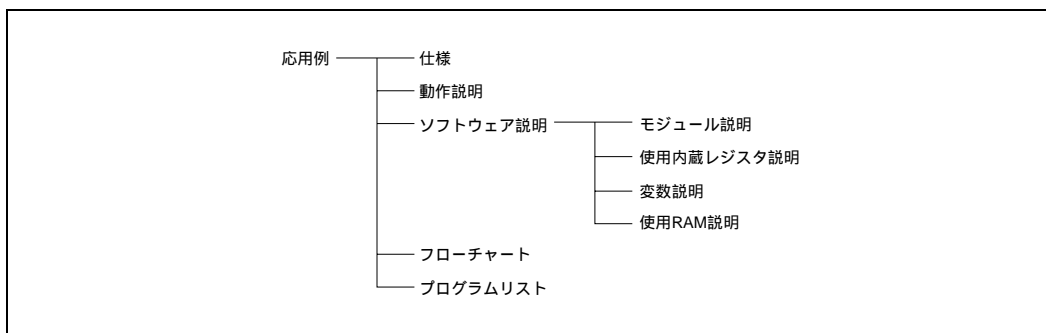 応用例
仕様
動作説明
ソフトウェア説明
モジュール説明
使用内蔵レジスタ説明
変数説明
使用RAM説明
フローチャート
プログラムリスト